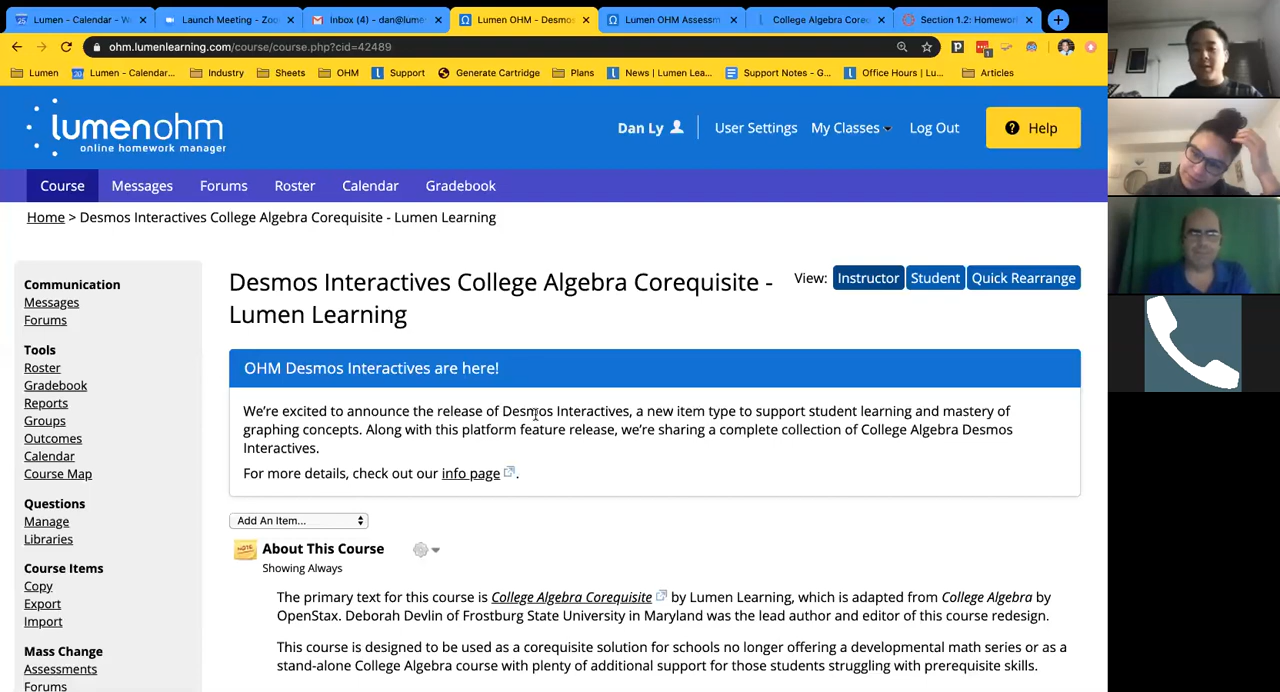 Lumen - Calendar - We
Launch Meeting - Zoo
Inbox (4) - dan@lume
Lumen OHM - Desmos
Lumen OHM Assessm
College Algebra Coreq
Section 1.2: Homework
ohm.lumenlearning.com/course/course.php?cid=42489
Lumen Lumen - Calendar... Industry Sheets OHM Support Generate Cartridge Plans News | Lumen Lea... Support Notes - G... Office Hours | Lu... Articles
lumenohm
online homework manager
Dan Ly User Settings My Classes Log Out Help
Course Messages Forums Roster Calendar Gradebook
Home > Desmos Interactives College Algebra Corequisite - Lumen Learning
Communication
Messages
Forums
Tools
Roster
Gradebook
Reports
Groups
Outcomes
Calendar
Course Map
Questions
Manage
Libraries
Course Items
Copy
Export
Import
Mass Change
Assessments
Forums
Desmos Interactives College Algebra Corequisite -
Lumen Learning
View: Instructor Student Quick Rearrange
OHM Desmos Interactives are here!
We're excited to announce the release of Desmos Interactives, a new item type to support student learning and mastery of
graphing concepts. Along with this platform feature release, we're sharing a complete collection of College Algebra Desmos
Interactives.
For more details, check out our info page.
Add An Item...
NOTE About This Course
Showing Always
The primary text for this course is College Algebra Corequisite by Lumen Learning, which is adapted from College Algebra by
OpenStax. Deborah Devlin of Frostburg State University in Maryland was the lead author and editor of this course redesign.
This course is designed to be used as a corequisite solution for schools no longer offering a developmental math series or as a
stand-alone College Algebra course with plenty of additional support for those students struggling with prerequisite skills.